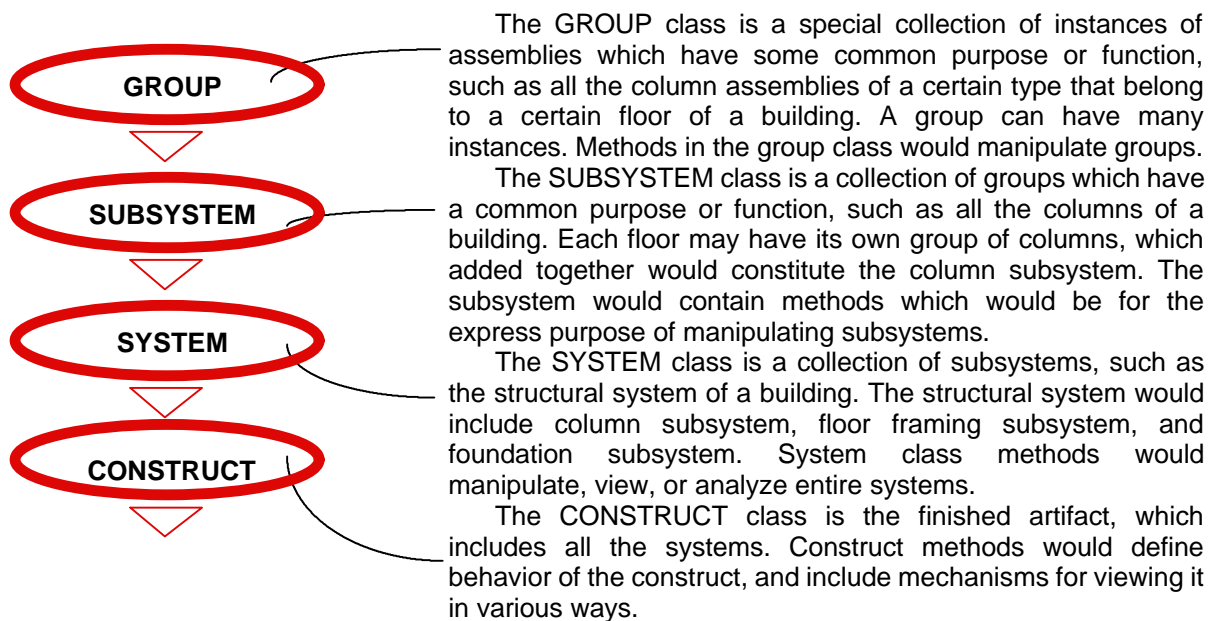 GROUP
SUBSYSTEM
SYSTEM
CONSTRUCT
The GROUP class is a special collection of instances of
assemblies which have some common purpose or function,
such as all the column assemblies of a certain type that belong
to a certain floor of a building. A group can have many
instances. Methods in the group class would manipulate groups.
The SUBSYSTEM class is a collection of groups which have
a common purpose or function, such as all the columns of a
building. Each floor may have its own group of columns, which
added together would constitute the column subsystem. The
subsystem would contain methods which would be for the
express purpose of manipulating subsystems.
The SYSTEM class is a collection of subsystems, such as
the structural system of a building. The structural system would
include column subsystem, floor framing subsystem, and
foundation subsystem. System class methods would
manipulate, view, or analyze entire systems.
The CONSTRUCT class is the finished artifact, which
includes all the systems. Construct methods would define
behavior of the construct, and include mechanisms for viewing it
in various ways.